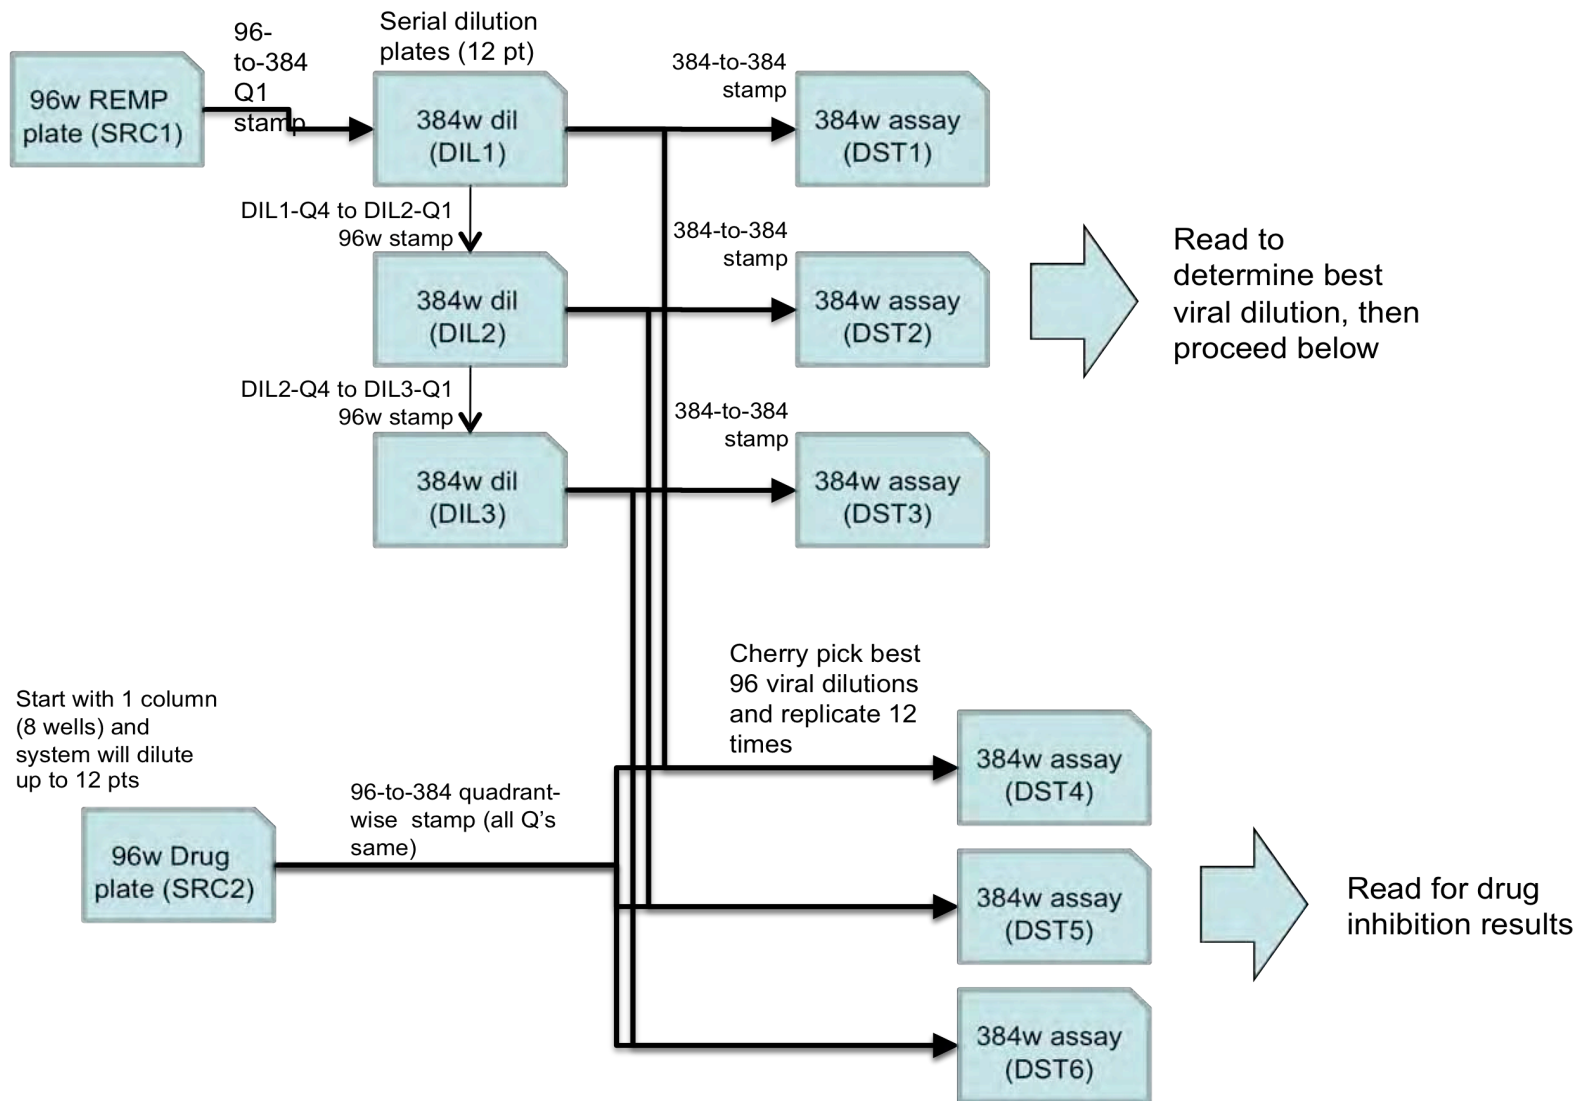 96-
to-384
Q1
stamp
Serial dilution
plates (12 pt)
96w REMP
plate (SRC1)
384w dil
(DIL1)
384-to-384
stamp
384w assay
(DST1)
DIL1-Q4 to DIL2-Q1
96w stamp
384w dil
(DIL2)
384-to-384
stamp
384w assay
(DST2)
Read to
determine best
viral dilution, then
proceed below
DIL2-Q4 to DIL3-Q1
96w stamp
384w dil
(DIL3)
384-to-384
stamp
384w assay
(DST3)
Cherry pick best
96 viral dilutions
and replicate 12
times
Start with 1 column
(8 wells) and
system will dilute
up to 12 pts
96w Drug
plate (SRC2)
96-to-384 quadrant-
wise stamp (all Q's
same)
384w assay
(DST4)
384w assay
(DST5)
384w assay
(DST6)
Read for drug
inhibition results